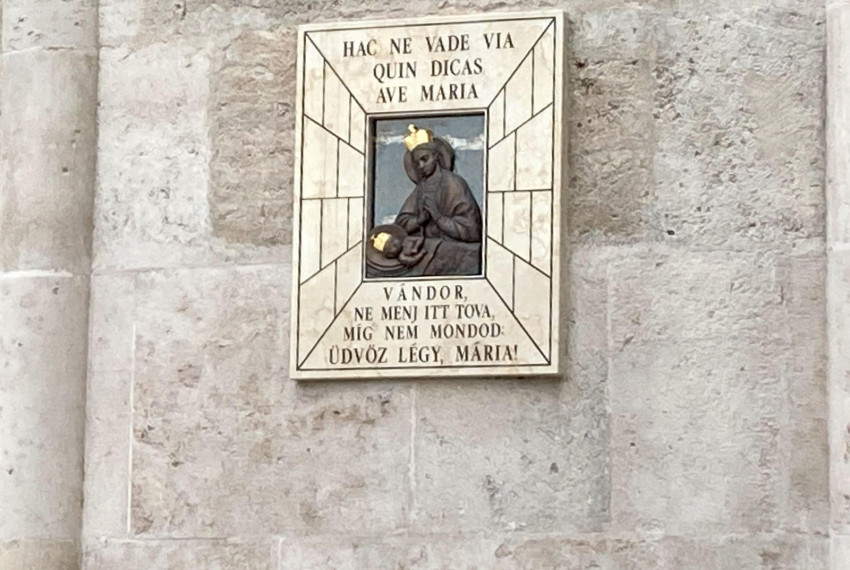 HAC NE VADE VIA
QUIN DICAS
AVE MARIA
VÁNDOR,
NE MENJ ITT TOVA,
MÍG NEM MONDOD:
ÜDVÖZ LÉGY, MÁRIA!